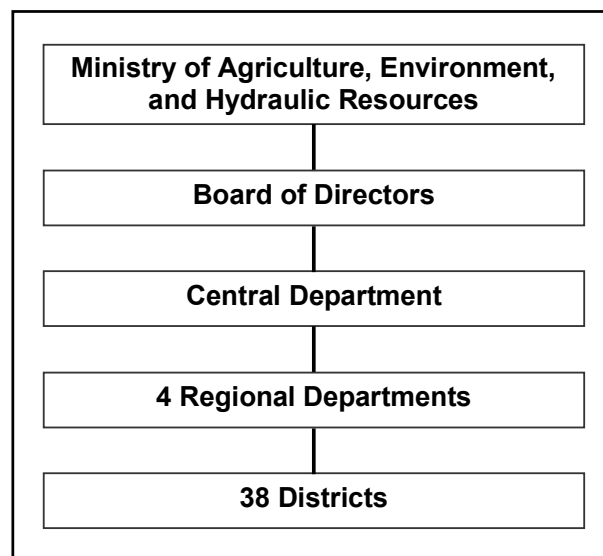 Ministry of Agriculture, Environment,
and Hydraulic Resources
Board of Directors
Central Department
4 Regional Departments
38 Districts